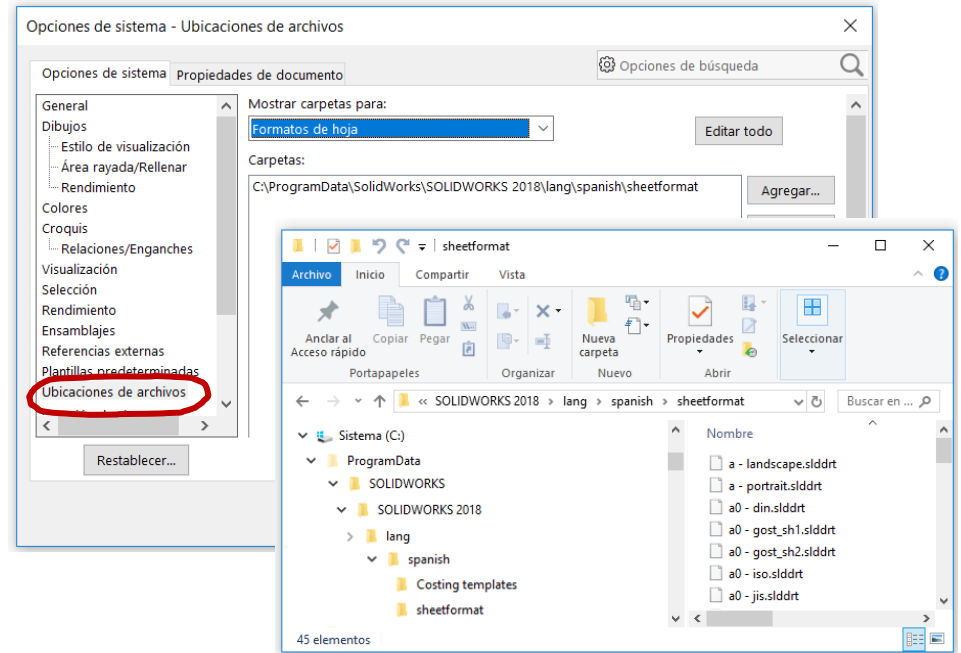 Opciones de sistema - Ubicaciones de archivos
Opciones de sistema
Propiedades de documento
Opciones de búsqueda
General
Dibujos
Estilo de visualización
Área rayada/Rellenar
Rendimiento
Colores
Croquis
Relaciones/Enganches
Visualización
Selección
Rendimiento
Ensamblajes
Referencias externas
Plantillas predeterminadas
Ubicaciones de archivos
Restablecer...
Mostrar carpetas para:
Formatos de hoja
Editar todo
Carpetas:
C:\ProgramData\SolidWorks\SOLIDWORKS 2018\lang\spanish\sheetformat
Agregar...
sheetformat
Archivo Inicio Compartir Vista
Anclar al
Acceso rápido
Copiar
Pegar
Portapapeles
Organizar
Nueva
carpeta
Nuevo
Propiedades
Abrir
Seleccionar
« SOLIDWORKS 2018 > lang > spanish > sheetformat
Buscar en ...
Sistema (C:)
ProgramData
SOLIDWORKS
SOLIDWORKS 2018
lang
spanish
Costing templates
sheetformat
Nombre
a - landscape.slddrt
a - portrait.slddrt
a0 - din.slddrt
a0 - gost_sh1.slddrt
a0 - gost_sh2.slddrt
a0 - iso.slddrt
a0 - jis.slddrt
45 elementos